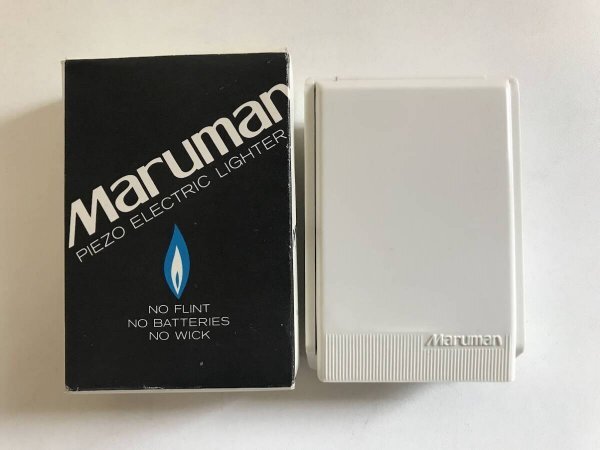 Maruman
PIEZO ELECTRIC LIGHTER
NO FLINT
NO BATTERIES
NO WICK
Maruman